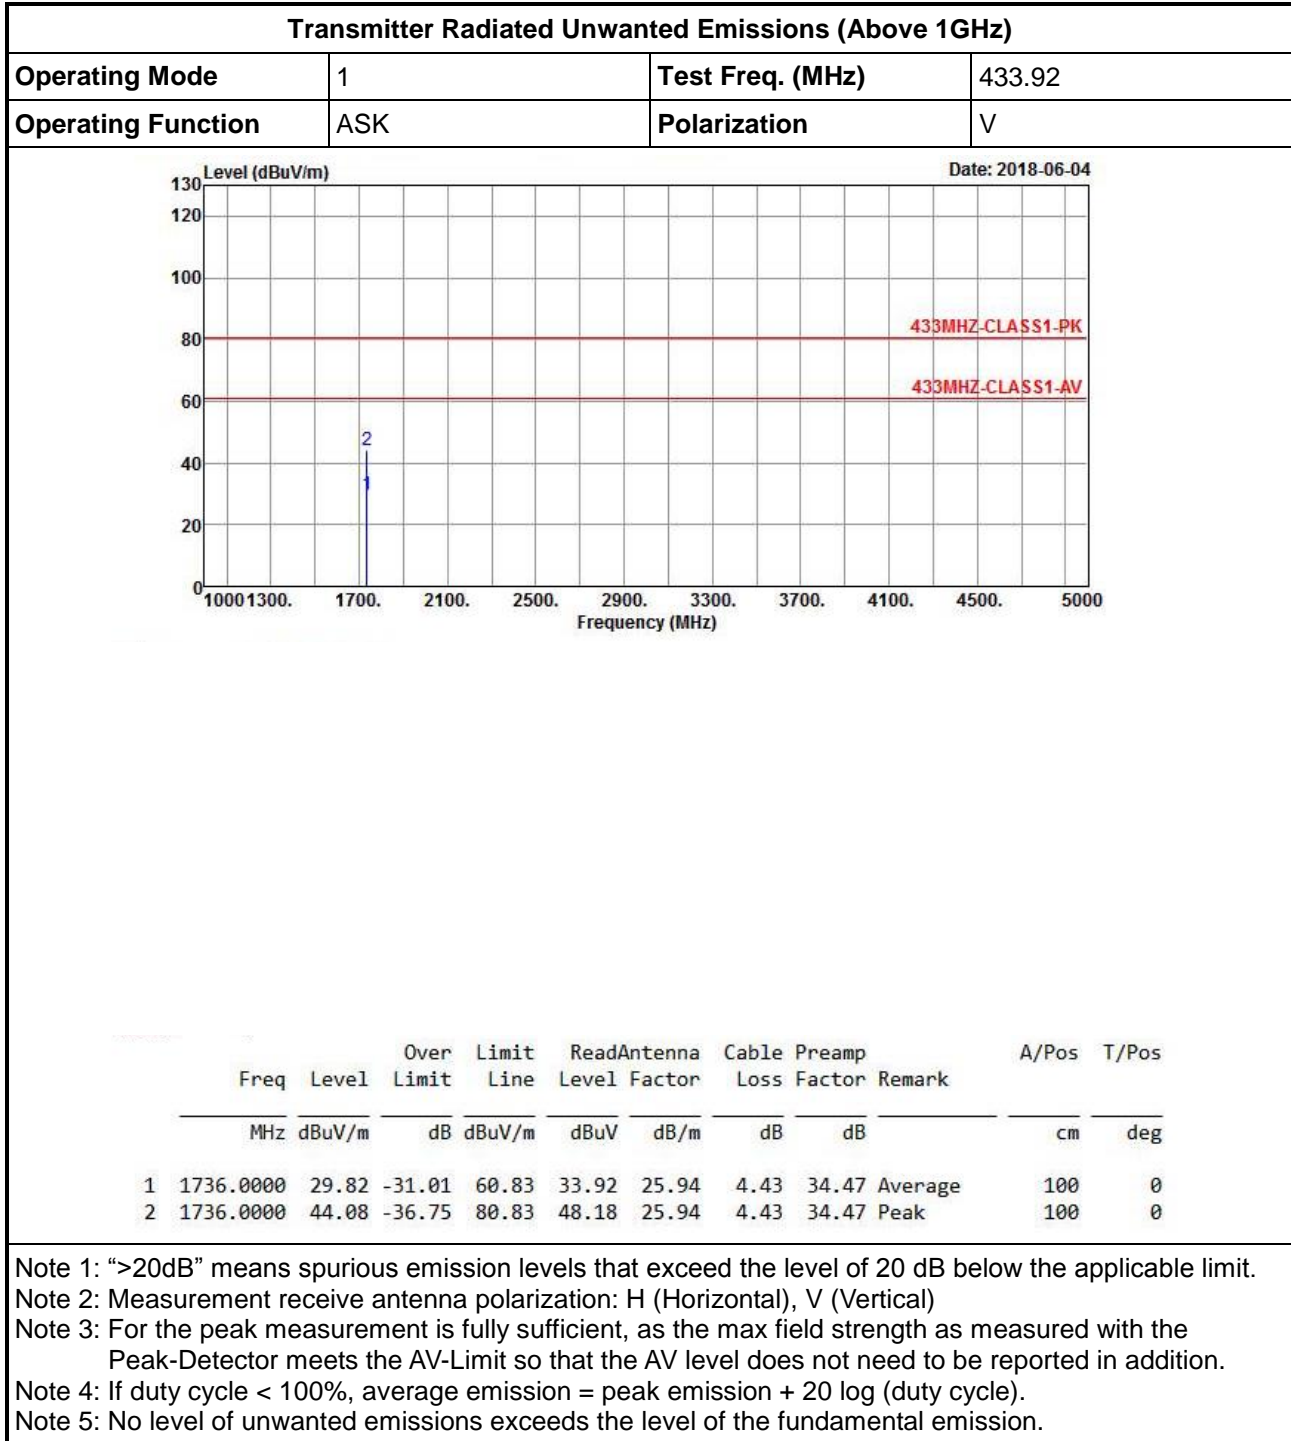 Transmitter Radiated Unwanted Emissions (Above 1GHz)
Operating Mode 1 Test Freq. (MHz) 433.92
Operating Function ASK Polarization V
Level (dBuV/m) Date: 2018-06-04
130
120
100
433MHZ-CLASS1-PK
80
433MHZ-CLASS1-AV
60
2
40
1
20
0
1000 1300. 1700. 2100. 2500. 2900. 3300. 3700. 4100. 4500. 5000
Frequency (MHz)
Over Limit ReadAntenna Cable Preamp A/Pos T/Pos
Freq Level Limit Line Level Factor Loss Factor Remark
MHz dBuV/m dB dBuV/m dBuV dB/m dB dB cm deg
1 1736.0000 29.82 -31.01 60.83 33.92 25.94 4.43 34.47 Average 100 0
2 1736.0000 44.08 -36.75 80.83 48.18 25.94 4.43 34.47 Peak 100 0
Note 1: “>20dB” means spurious emission levels that exceed the level of 20 dB below the applicable limit.
Note 2: Measurement receive antenna polarization: H (Horizontal), V (Vertical)
Note 3: For the peak measurement is fully sufficient, as the max field strength as measured with the
Peak-Detector meets the AV-Limit so that the AV level does not need to be reported in addition.
Note 4: If duty cycle < 100%, average emission = peak emission + 20 log (duty cycle).
Note 5: No level of unwanted emissions exceeds the level of the fundamental emission.